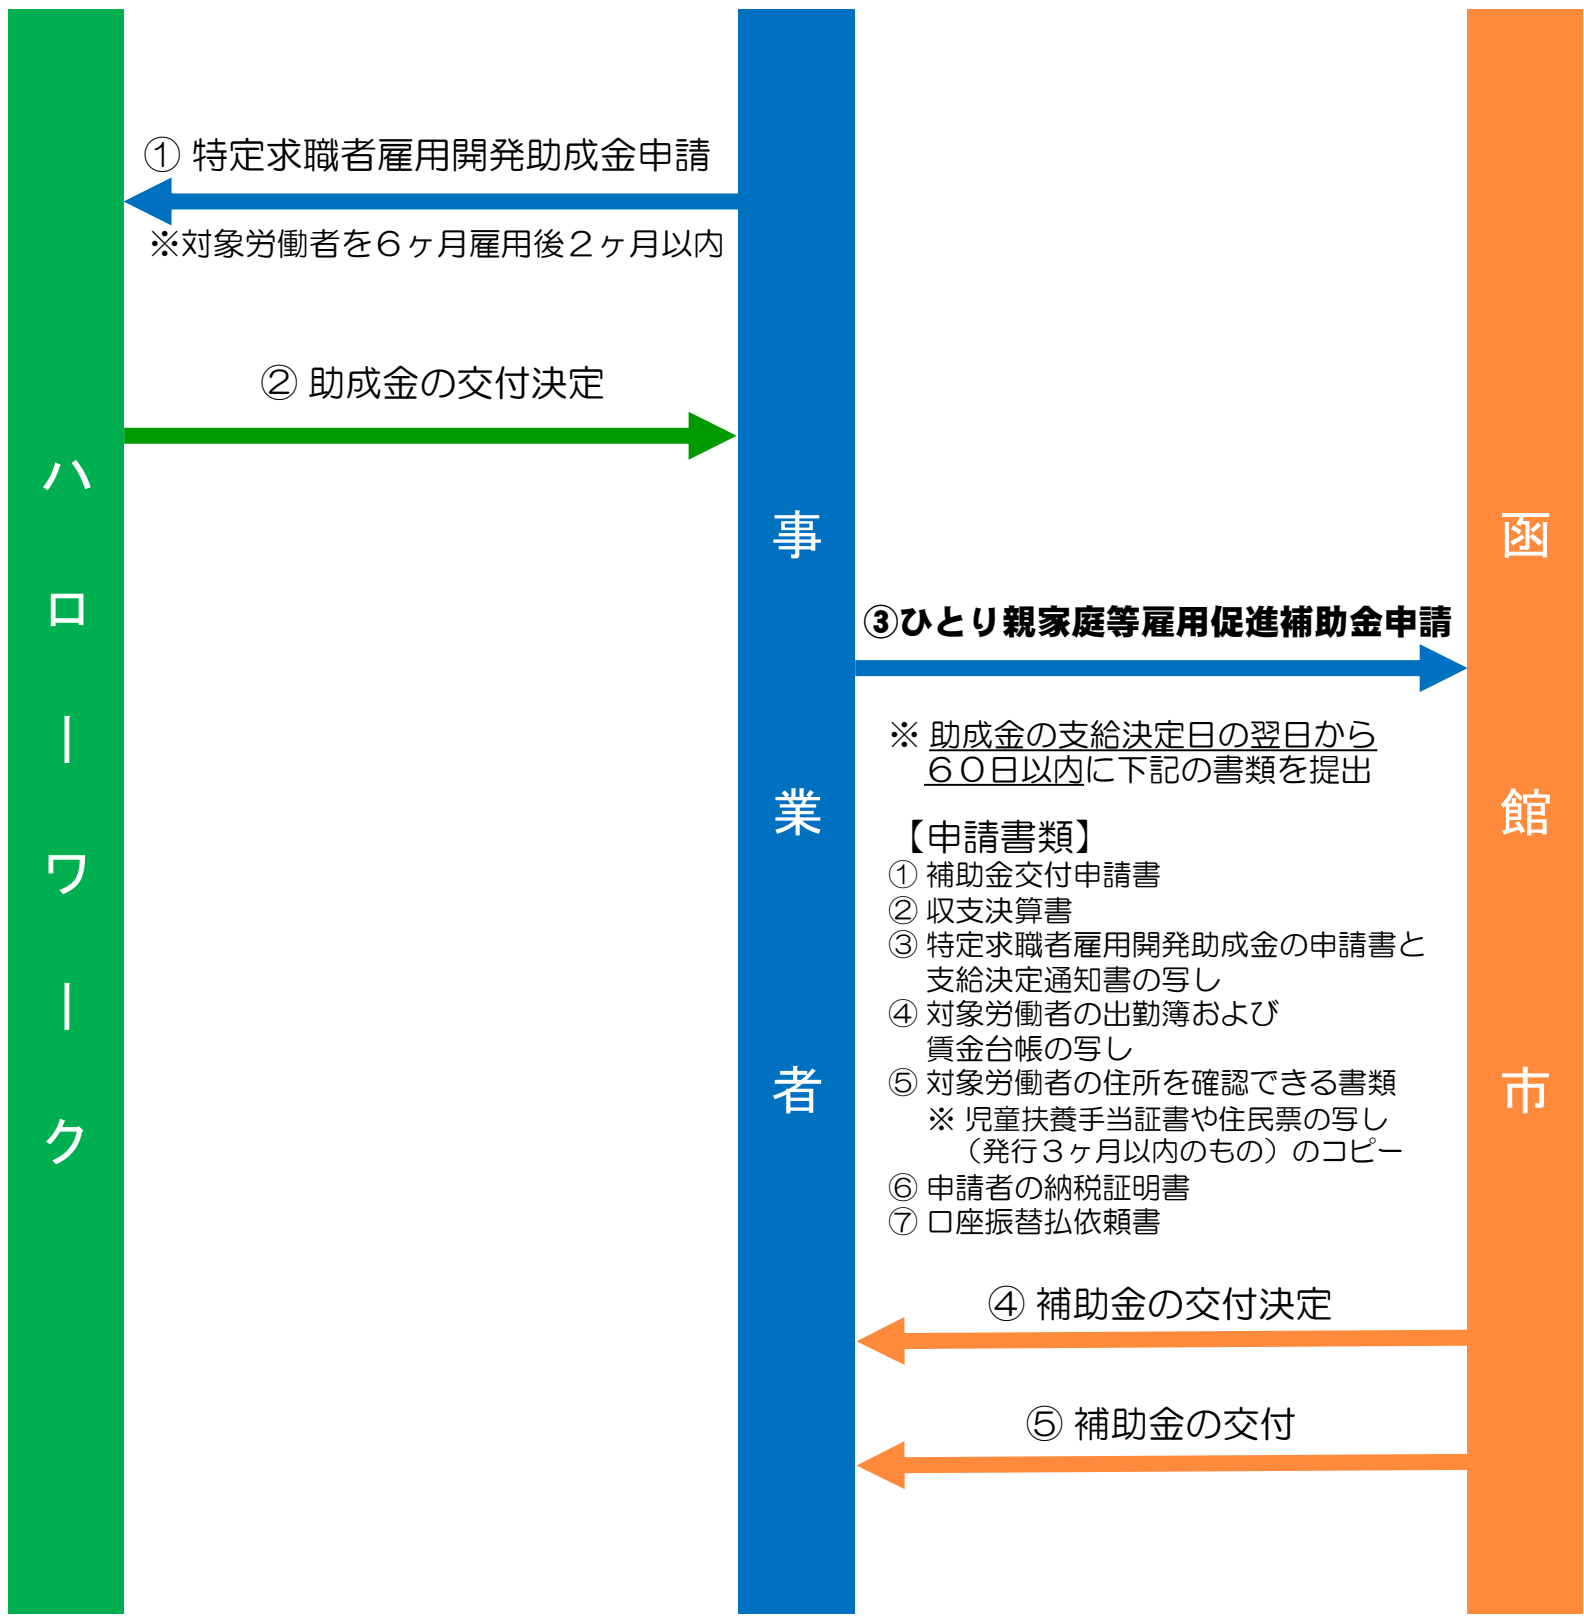 ① 特定求職者雇用開発助成金申請
※対象労働者を６ヶ月雇用後２ヶ月以内
② 助成金の交付決定
ハローワーク
事業者
函館市
③ひとり親家庭等雇用促進補助金申請
※ 助成金の支給決定日の翌日から
６０日以内に下記の書類を提出
【申請書類】
① 補助金交付申請書
② 収支決算書
③ 特定求職者雇用開発助成金の申請書と
支給決定通知書の写し
④ 対象労働者の出勤簿および
賃金台帳の写し
⑤ 対象労働者の住所を確認できる書類
※ 児童扶養手当証書や住民票の写し
（発行３ヶ月以内のもの）のコピー
⑥ 申請者の納税証明書
⑦ 口座振替払依頼書
④ 補助金の交付決定
⑤ 補助金の交付